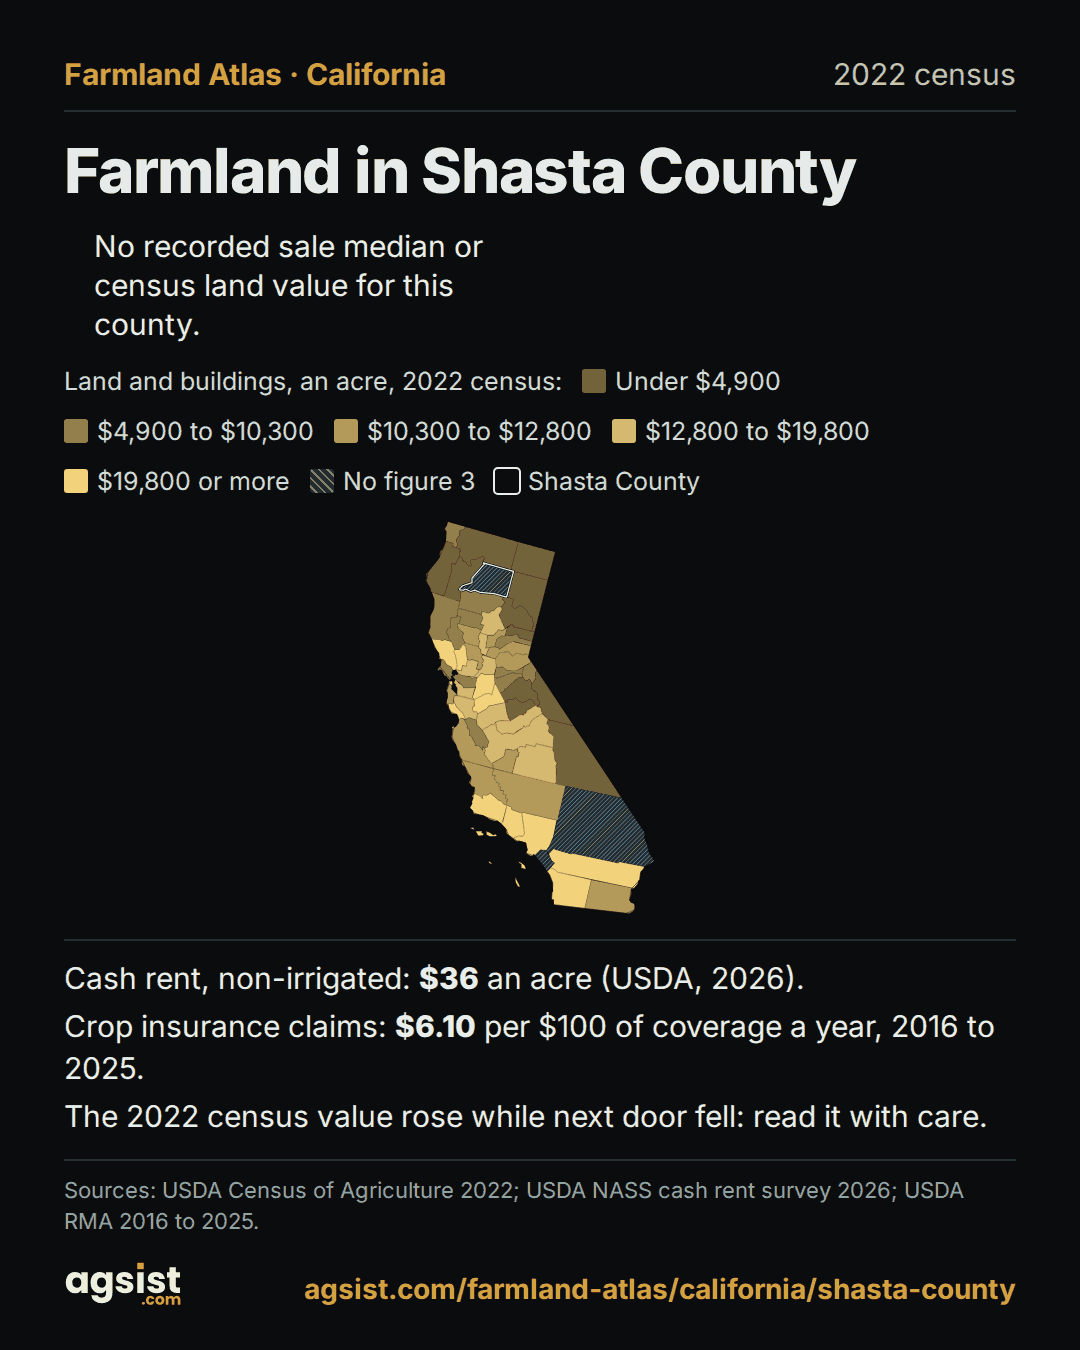 Farmland Atlas · California
2022 census
Farmland in Shasta County
No recorded sale median or
census land value for this
county.
Land and buildings, an acre, 2022 census: Under $4,900
$4,900 to $10,300 $10,300 to $12,800 $12,800 to $19,800
$19,800 or more No figure 3 Shasta County
Cash rent, non-irrigated: $36 an acre (USDA, 2026).
Crop insurance claims: $6.10 per $100 of coverage a year, 2016 to
2025.
The 2022 census value rose while next door fell: read it with care.
Sources: USDA Census of Agriculture 2022; USDA NASS cash rent survey 2026; USDA
RMA 2016 to 2025.
agsist
.com
agsist.com/farmland-atlas/california/shasta-county